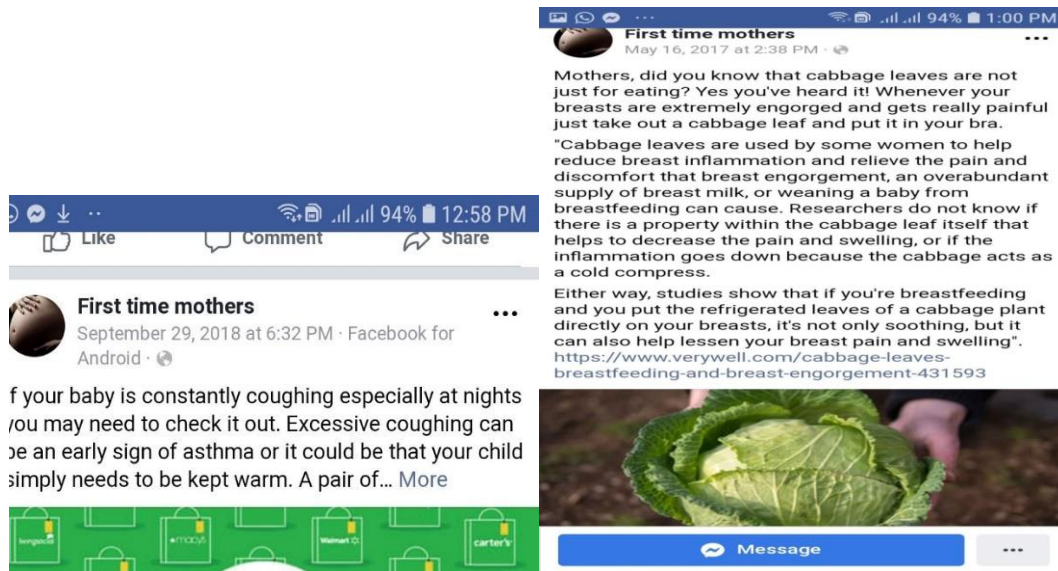 12:58 PM
94%
Like
Comment
Share
First time mothers
September 29, 2018 at 6:32 PM · Facebook for
Android ·
f your baby is constantly coughing especially at nights
you may need to check it out. Excessive coughing can
be an early sign of asthma or it could be that your child
simply needs to be kept warm. A pair of... More
livingsocial
macy's
Walmart
carter's
94% 1:00 PM
First time mothers
May 16, 2017 at 2:38 PM ·
Mothers, did you know that cabbage leaves are not
just for eating? Yes you've heard it! Whenever your
breasts are extremely engorged and gets really painful
just take out a cabbage leaf and put it in your bra.
"Cabbage leaves are used by some women to help
reduce breast inflammation and relieve the pain and
discomfort that breast engorgement, an overabundant
supply of breast milk, or weaning a baby from
breastfeeding can cause. Researchers do not know if
there is a property within the cabbage leaf itself that
helps to decrease the pain and swelling, or if the
inflammation goes down because the cabbage acts as
a cold compress.
Either way, studies show that if you're breastfeeding
and you put the refrigerated leaves of a cabbage plant
directly on your breasts, it's not only soothing, but it
can also help lessen your breast pain and swelling".
https://www.verywell.com/cabbage-leaves-
breastfeeding-and-breast-engorgement-431593
Message